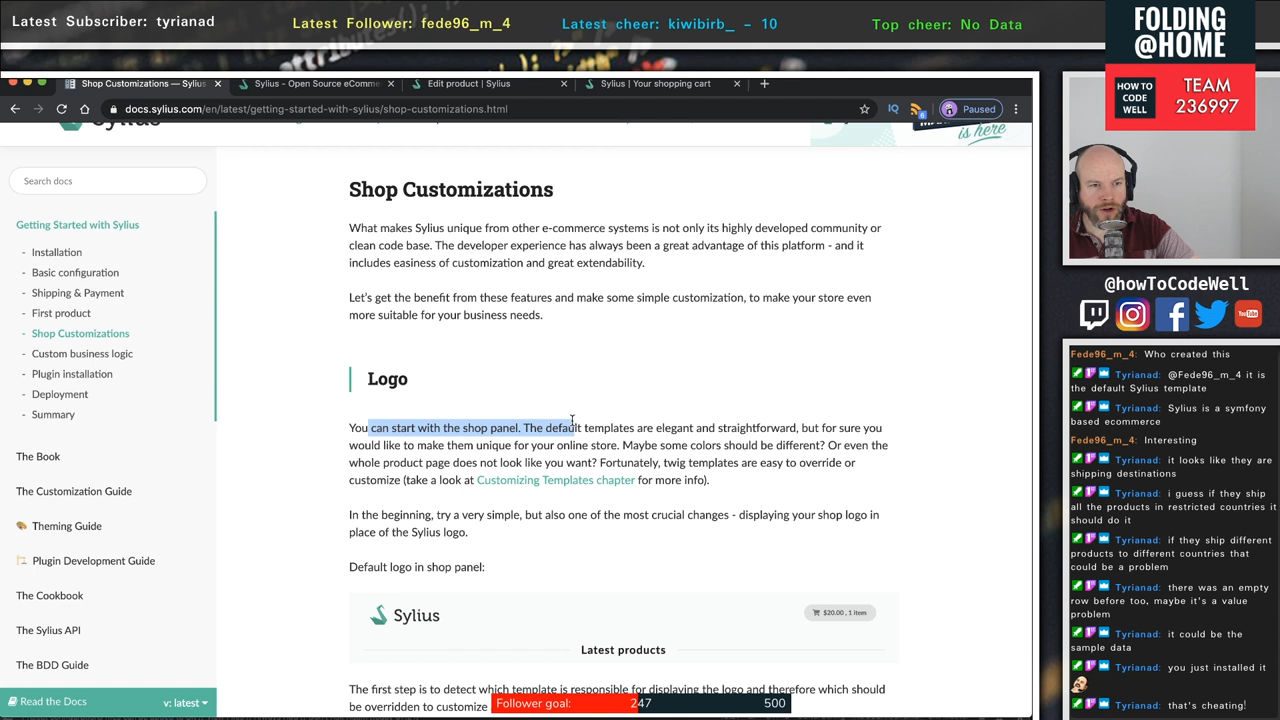 Latest Subscriber: tyrianad
Latest Follower: fede96_m_4
Latest cheer: kiwibirb_ - 10
Top cheer: No Data
FOLDING
@HOME
HOW TO
CODE
WELL
TEAM
236997
Shop Customizations — Sylius
Sylius - Open Source eComme
Edit product | Sylius
Sylius | Your shopping cart
docs.sylius.com/en/latest/getting-started-with-sylius/shop-customizations.html
IQ
6
Paused
is here
Search docs
Getting Started with Sylius
- Installation
- Basic configuration
- Shipping & Payment
- First product
- Shop Customizations
- Custom business logic
- Plugin installation
- Deployment
- Summary
The Book
The Customization Guide
Theming Guide
Plugin Development Guide
The Cookbook
The Sylius API
The BDD Guide
Read the Docs
v: latest
Shop Customizations
What makes Sylius unique from other e-commerce systems is not only its highly developed community or
clean code base. The developer experience has always been a great advantage of this platform - and it
includes easiness of customization and great extendability.
Let's get the benefit from these features and make some simple customization, to make your store even
more suitable for your business needs.
Logo
You can start with the shop panel. The default templates are elegant and straightforward, but for sure you
would like to make them unique for your online store. Maybe some colors should be different? Or even the
whole product page does not look like you want? Fortunately, twig templates are easy to override or
customize (take a look at Customizing Templates chapter for more info).
In the beginning, try a very simple, but also one of the most crucial changes - displaying your shop logo in
place of the Sylius logo.
Default logo in shop panel:
Sylius
$20.00 , 1 item
Latest products
The first step is to detect which template is responsible for displaying the logo and therefore which should
be overridden to customize
Follower goal:
247
500
@howToCodeWell
You Tube
Fede96_m_4: Who created this
Tyrianad: @Fede96_m_4 it is
the default Sylius template
Tyrianad: Sylius is a symfony
based ecommerce
Fede96_m_4: Interesting
Tyrianad: it looks like they are
shipping destinations
Tyrianad: i guess if they ship
all the products in restricted countries it
should do it
Tyrianad: if they ship different
products to different countries that
could be a problem
Tyrianad: there was an empty
row before too, maybe it's a value
problem
Tyrianad: it could be the
sample data
Tyrianad: you just installed it
Tyrianad: that's cheating!